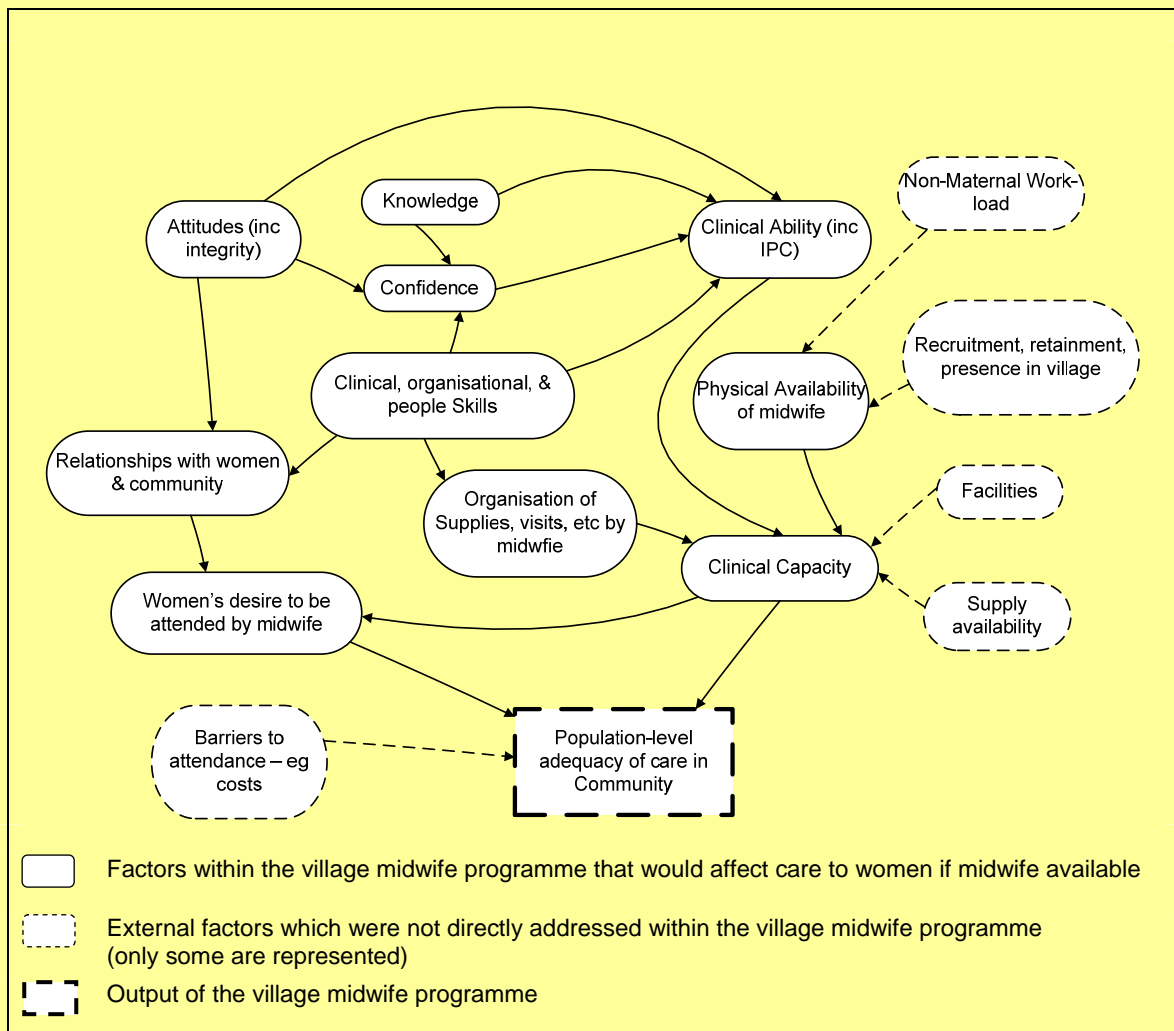 Non-Maternal Work-
load
Knowledge
Attitudes (inc
integrity)
Clinical Ability (inc
IPC)
Confidence
Recruitment, retainment,
presence in village
Clinical, organisational, &
people Skills
Physical Availability
of midwife
Relationships with women
& community
Organisation of
Supplies, visits, etc by
midwfie
Facilities
Clinical Capacity
Women's desire to be
attended by midwife
Supply
availability
Barriers to
attendance – eg
costs
Population-level
adequacy of care in
Community
Factors within the village midwife programme that would affect care to women if midwife available
External factors which were not directly addressed within the village midwife programme
(only some are represented)
Output of the village midwife programme